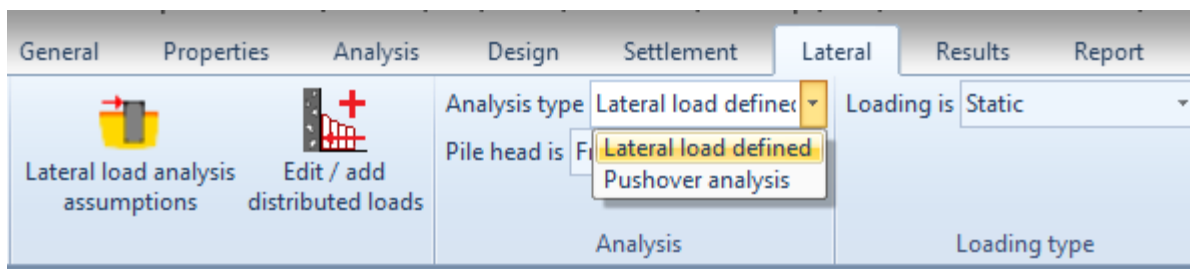 General Properties Analysis Design Settlement Lateral Results Report
Lateral load analysis assumptions
Edit / add distributed loads
Analysis type Lateral load defined
Loading is Static
Pile head is
Lateral load defined
Pushover analysis
Analysis
Loading type